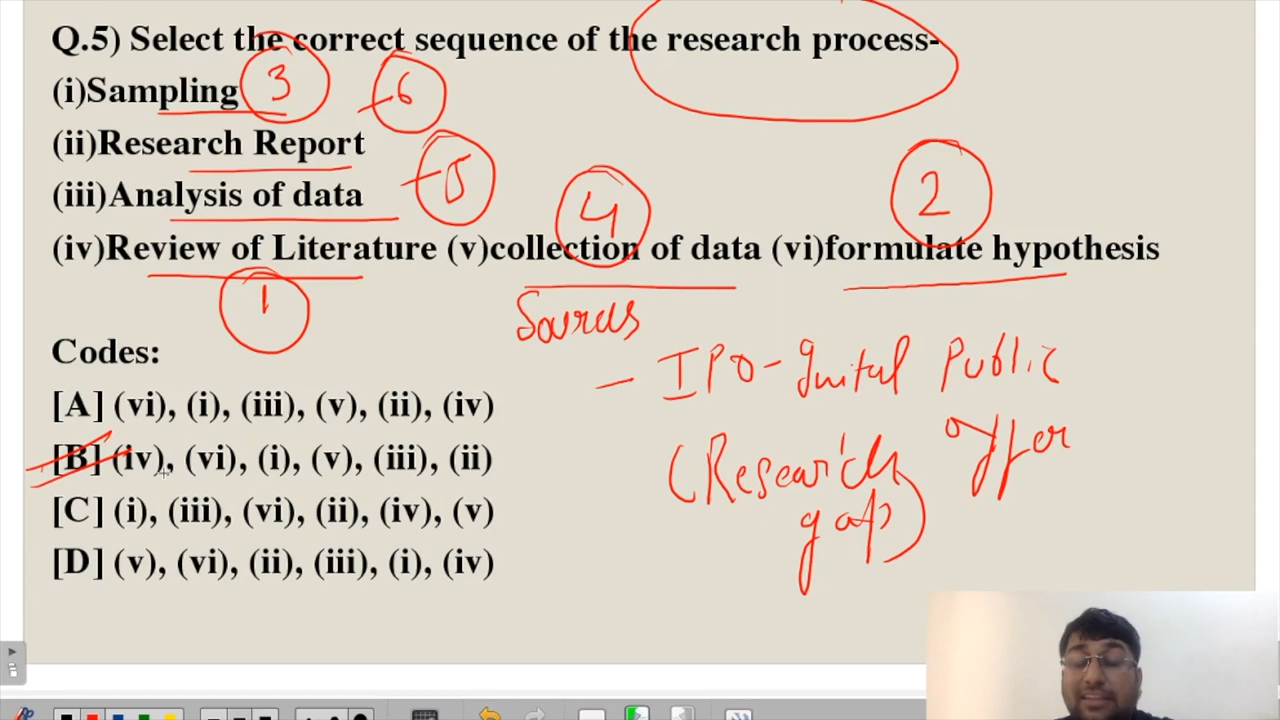 Q.5) Select the correct sequence of the research process-
(i)Sampling 3 6
(ii)Research Report
(iii)Analysis of data 5 4 2
(iv)Review of Literature (v)collection of data (vi)formulate hypothesis
1
Sources
Codes:
- IPO - Initial Public
[A] (vi), (i), (iii), (v), (ii), (iv)
offer
[B] (iv), (vi), (i), (v), (iii), (ii)
(Research
[C] (i), (iii), (vi), (ii), (iv), (v)
gap)
[D] (v), (vi), (ii), (iii), (i), (iv)